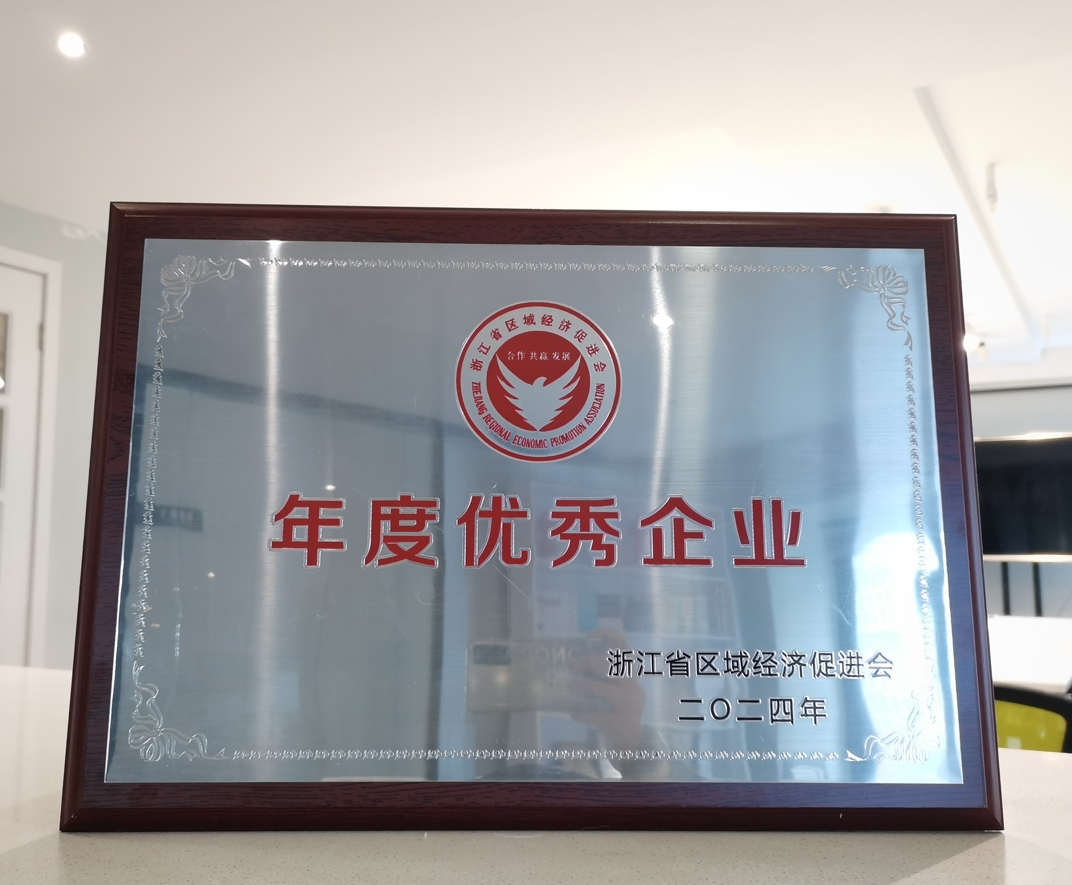 浙江省区域经济促进会
合作 共赢 发展
ZHEJIANG REGIONAL ECONOMIC PROMOTION ASSOCIATION
年度优秀企业
浙江省区域经济促进会
二〇二四年